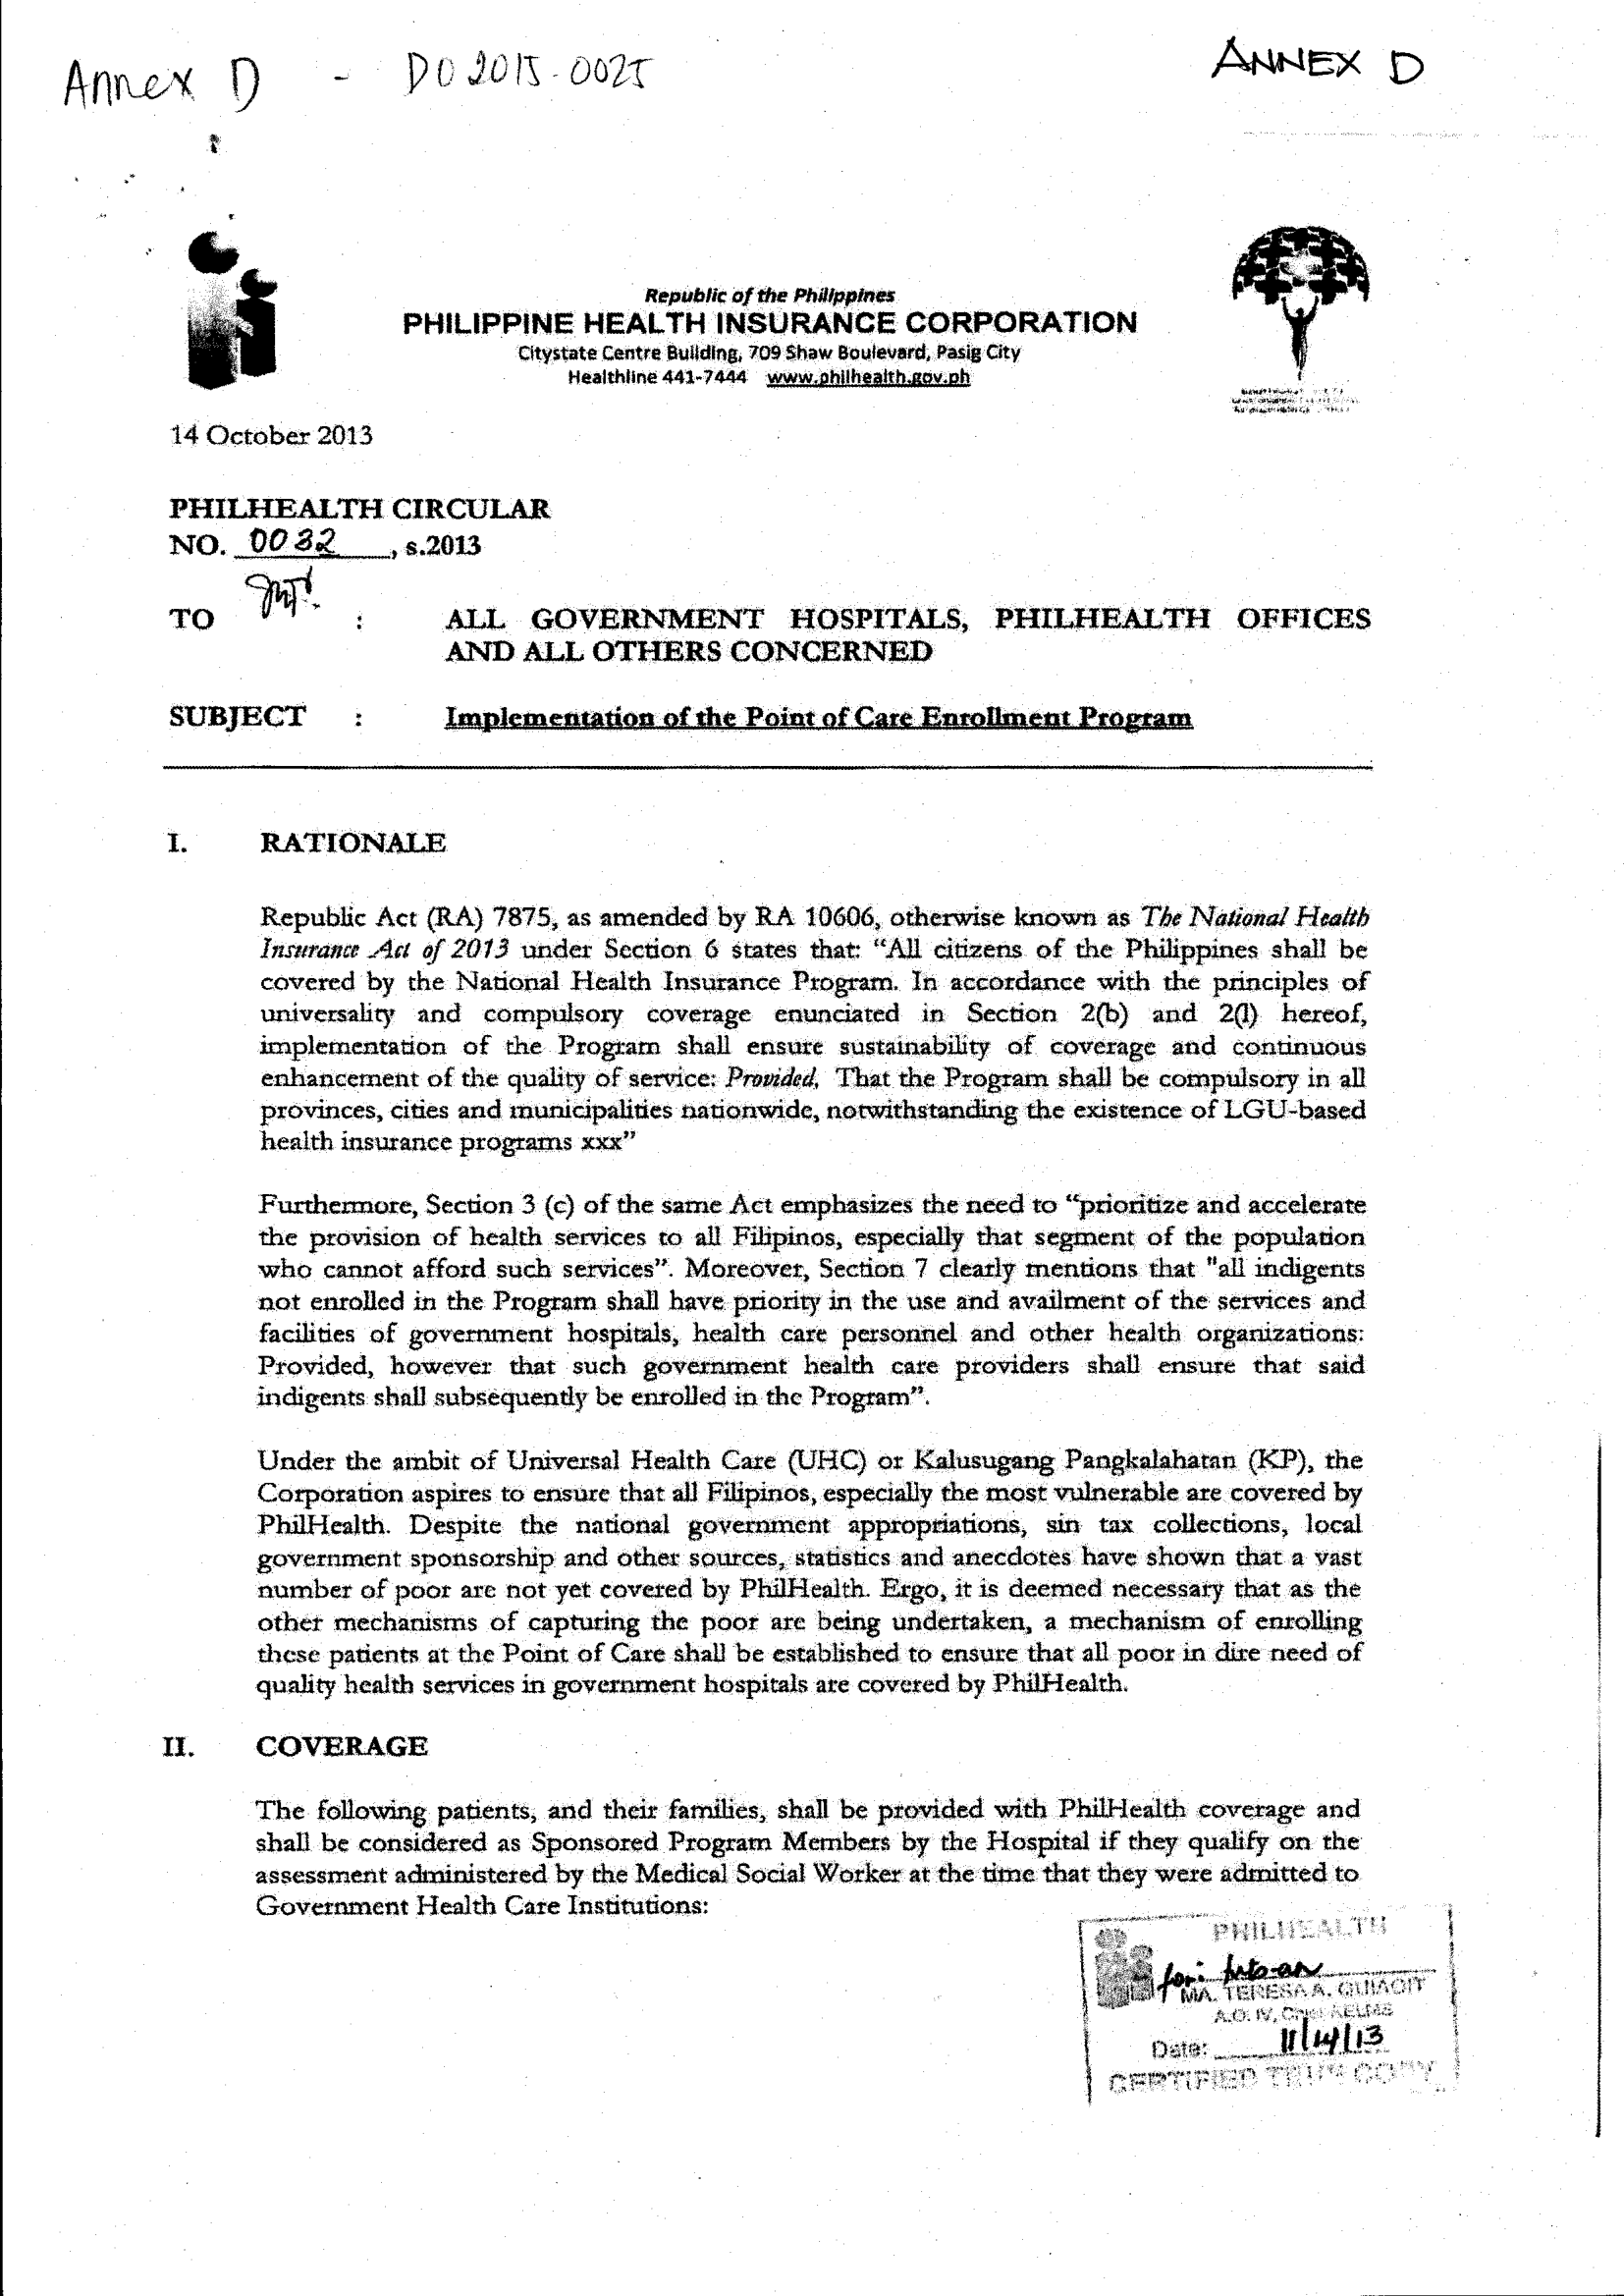 Annex D - DO 2015-0025
ANNEX D
Republic of the Philippines
PHILIPPINE HEALTH INSURANCE CORPORATION
Citystate Centre Building, 709 Shaw Boulevard, Pasig City
Healthline 441-7444 www.philhealth.gov.ph
14 October 2013
PHILHEALTH CIRCULAR
NO. 0032, s.2013
TO : ALL GOVERNMENT HOSPITALS, PHILHEALTH OFFICES
AND ALL OTHERS CONCERNED
SUBJECT : Implementation of the Point of Care Enrollment Program
I. RATIONALE
Republic Act (RA) 7875, as amended by RA 10606, otherwise known as The National Health
Insurance Act of 2013 under Section 6 states that: “All citizens of the Philippines shall be
covered by the National Health Insurance Program. In accordance with the principles of
universality and compulsory coverage enunciated in Section 2(b) and 2(l) hereof,
implementation of the Program shall ensure sustainability of coverage and continuous
enhancement of the quality of service: Provided, That the Program shall be compulsory in all
provinces, cities and municipalities nationwide, notwithstanding the existence of LGU-based
health insurance programs xxx”
Furthermore, Section 3 (c) of the same Act emphasizes the need to “prioritize and accelerate
the provision of health services to all Filipinos, especially that segment of the population
who cannot afford such services”. Moreover, Section 7 clearly mentions that "all indigents
not enrolled in the Program shall have priority in the use and availment of the services and
facilities of government hospitals, health care personnel and other health organizations:
Provided, however that such government health care providers shall ensure that said
indigents shall subsequently be enrolled in the Program”.
Under the ambit of Universal Health Care (UHC) or Kalusugang Pangkalahatan (KP), the
Corporation aspires to ensure that all Filipinos, especially the most vulnerable are covered by
PhilHealth. Despite the national government appropriations, sin tax collections, local
government sponsorship and other sources, statistics and anecdotes have shown that a vast
number of poor are not yet covered by PhilHealth. Ergo, it is deemed necessary that as the
other mechanisms of capturing the poor are being undertaken, a mechanism of enrolling
these patients at the Point of Care shall be established to ensure that all poor in dire need of
quality health services in government hospitals are covered by PhilHealth.
II. COVERAGE
The following patients, and their families, shall be provided with PhilHealth coverage and
shall be considered as Sponsored Program Members by the Hospital if they qualify on the
assessment administered by the Medical Social Worker at the time that they were admitted to
Government Health Care Institutions:
PHILHEALTH
for:
MA. TERESA A. QUIAOIT
A.O. IV,
Date: 11/14/13
CERTIFIED TRUE COPY